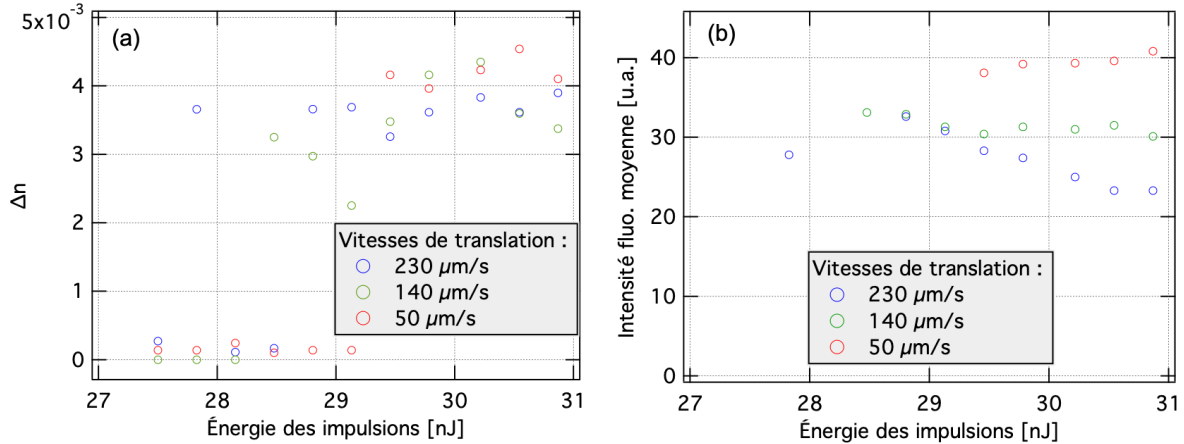 5x10⁻³
(a)
4
3
2
1
0
Δn
Vitesses de translation :
230 µm/s
140 µm/s
50 µm/s
27 28 29 30 31
Énergie des impulsions [nJ]
(b)
40
30
20
10
0
Intensité fluo. moyenne [u.a.]
Vitesses de translation :
230 µm/s
140 µm/s
50 µm/s
27 28 29 30 31
Énergie des impulsions [nJ]